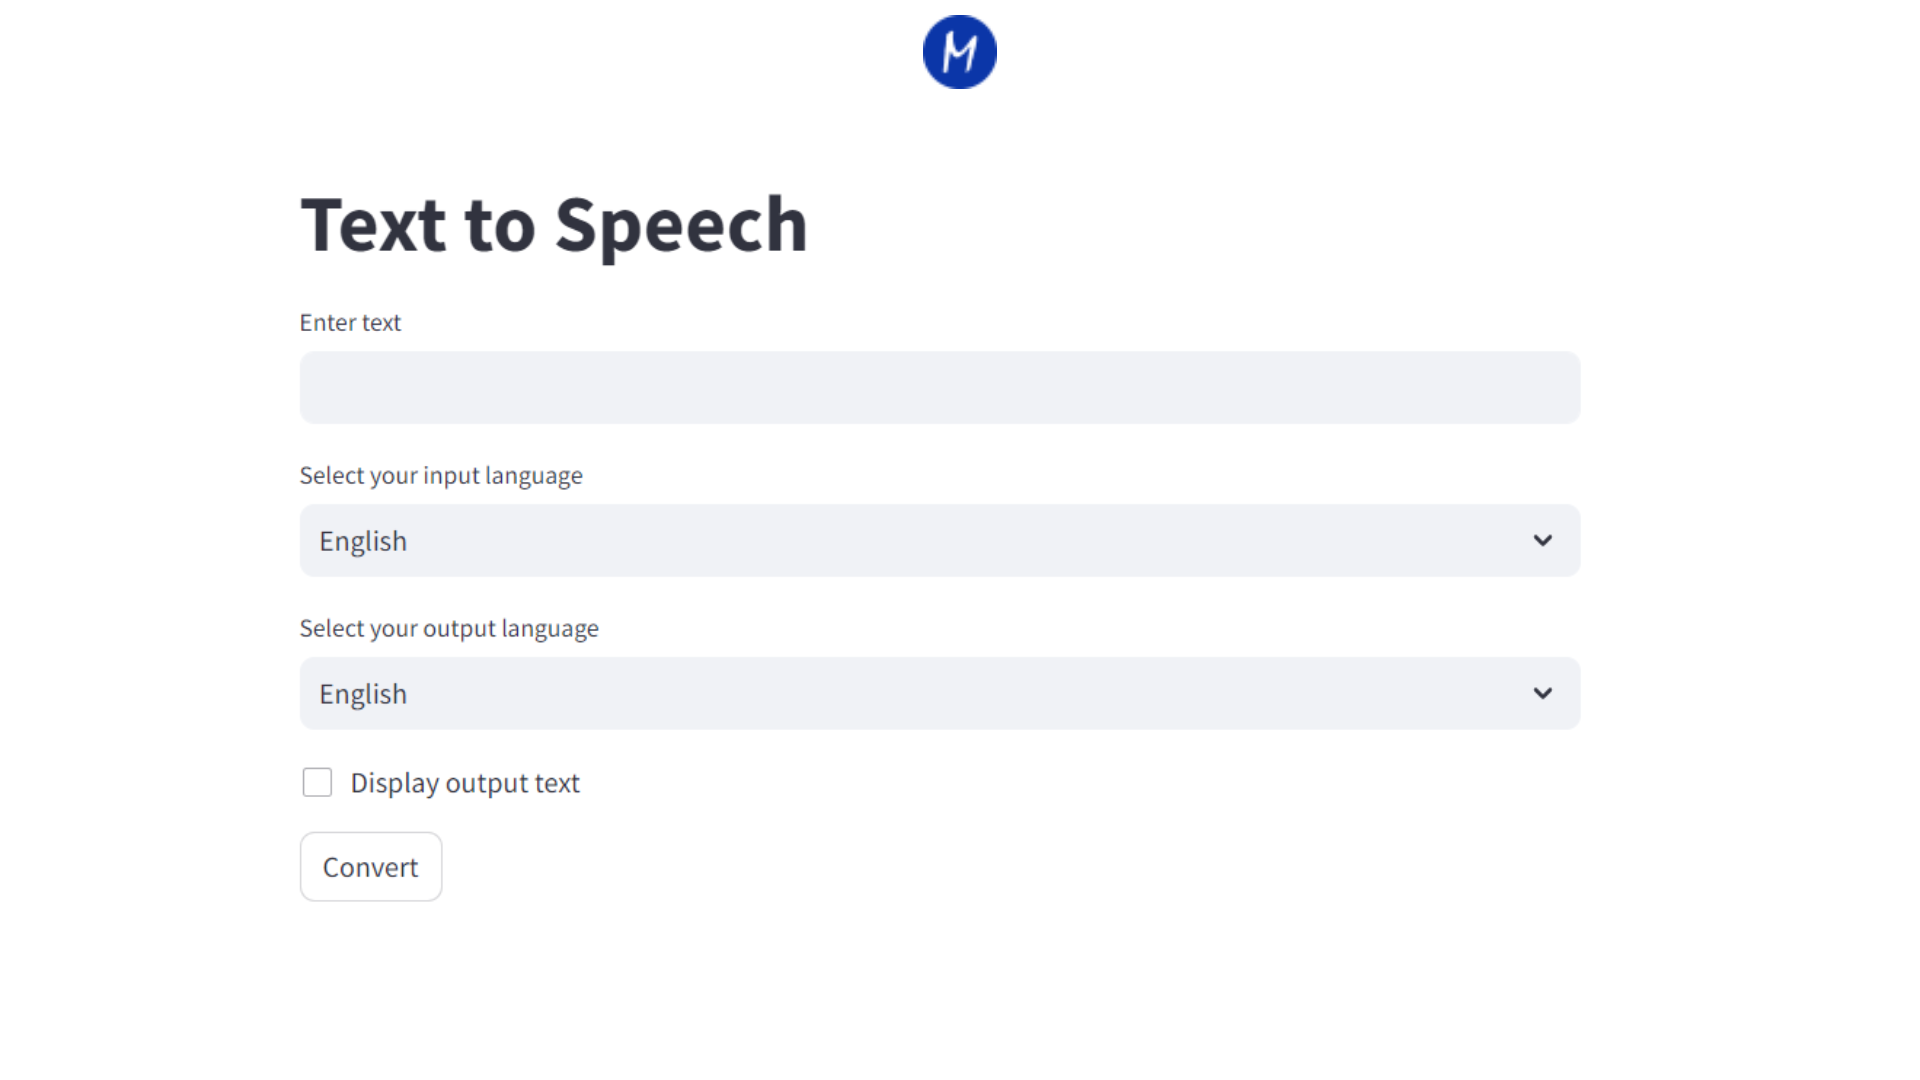 M
Text to Speech
Enter text
Select your input language
English
Select your output language
English
Display output text
Convert